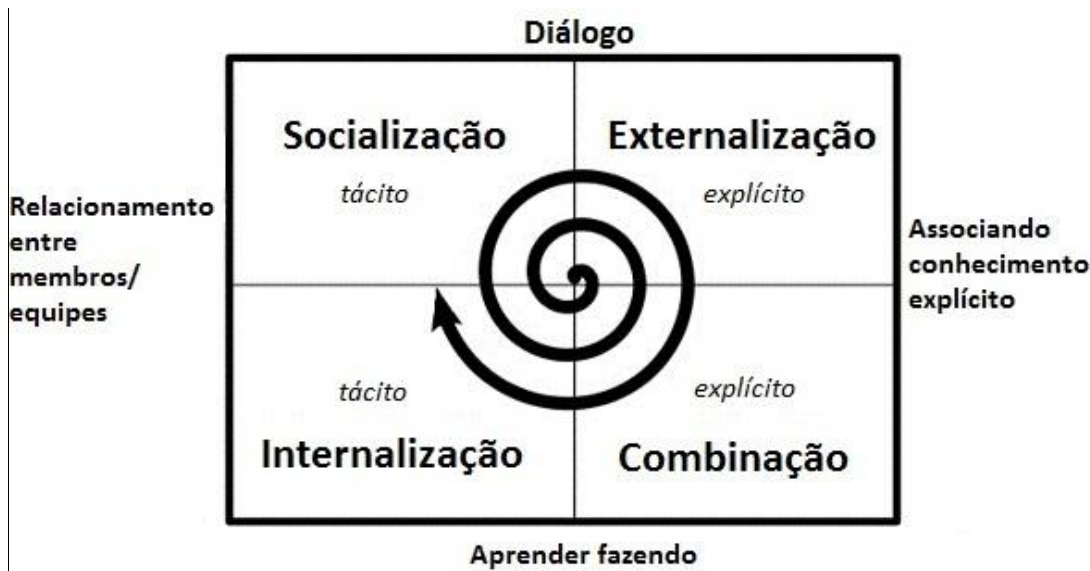 Diálogo
Socialização
Externalização
tácito
explícito
Relacionamento
entre
membros/
equipes
Associando
conhecimento
explícito
tácito
explícito
Internalização
Combinação
Aprender fazendo